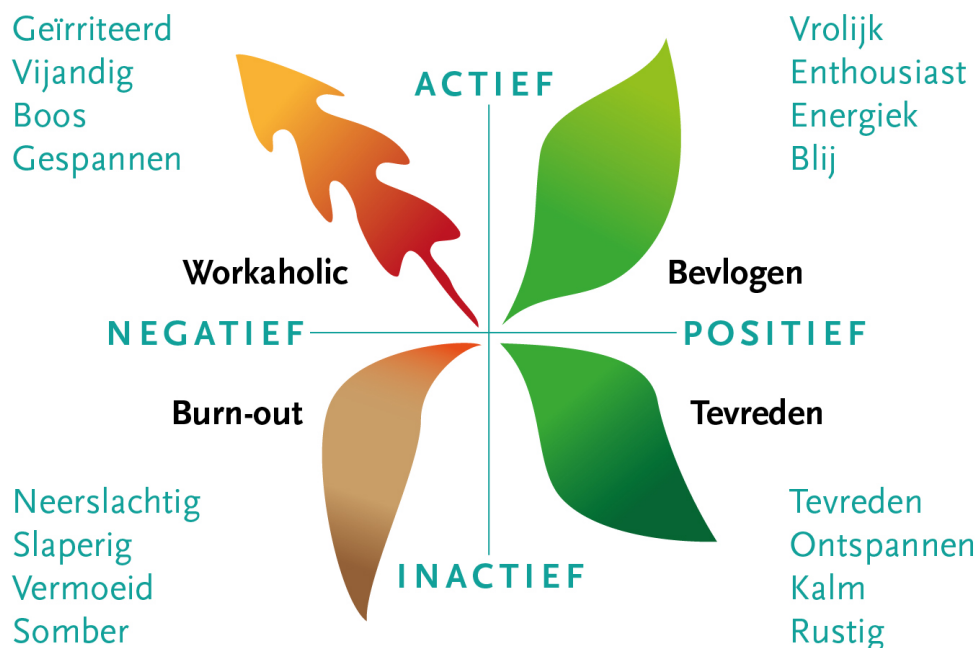 Geïrriteerd
Vijandig
Boos
Gespannen
ACTIEF
Vrolijk
Enthousiast
Energiek
Blij
Workaholic
Bevlogen
NEGATIEF
POSITIEF
Burn-out
Tevreden
Neerslachtig
Slaperig
Vermoeid
Somber
INACTIEF
Tevreden
Ontspannen
Kalm
Rustig